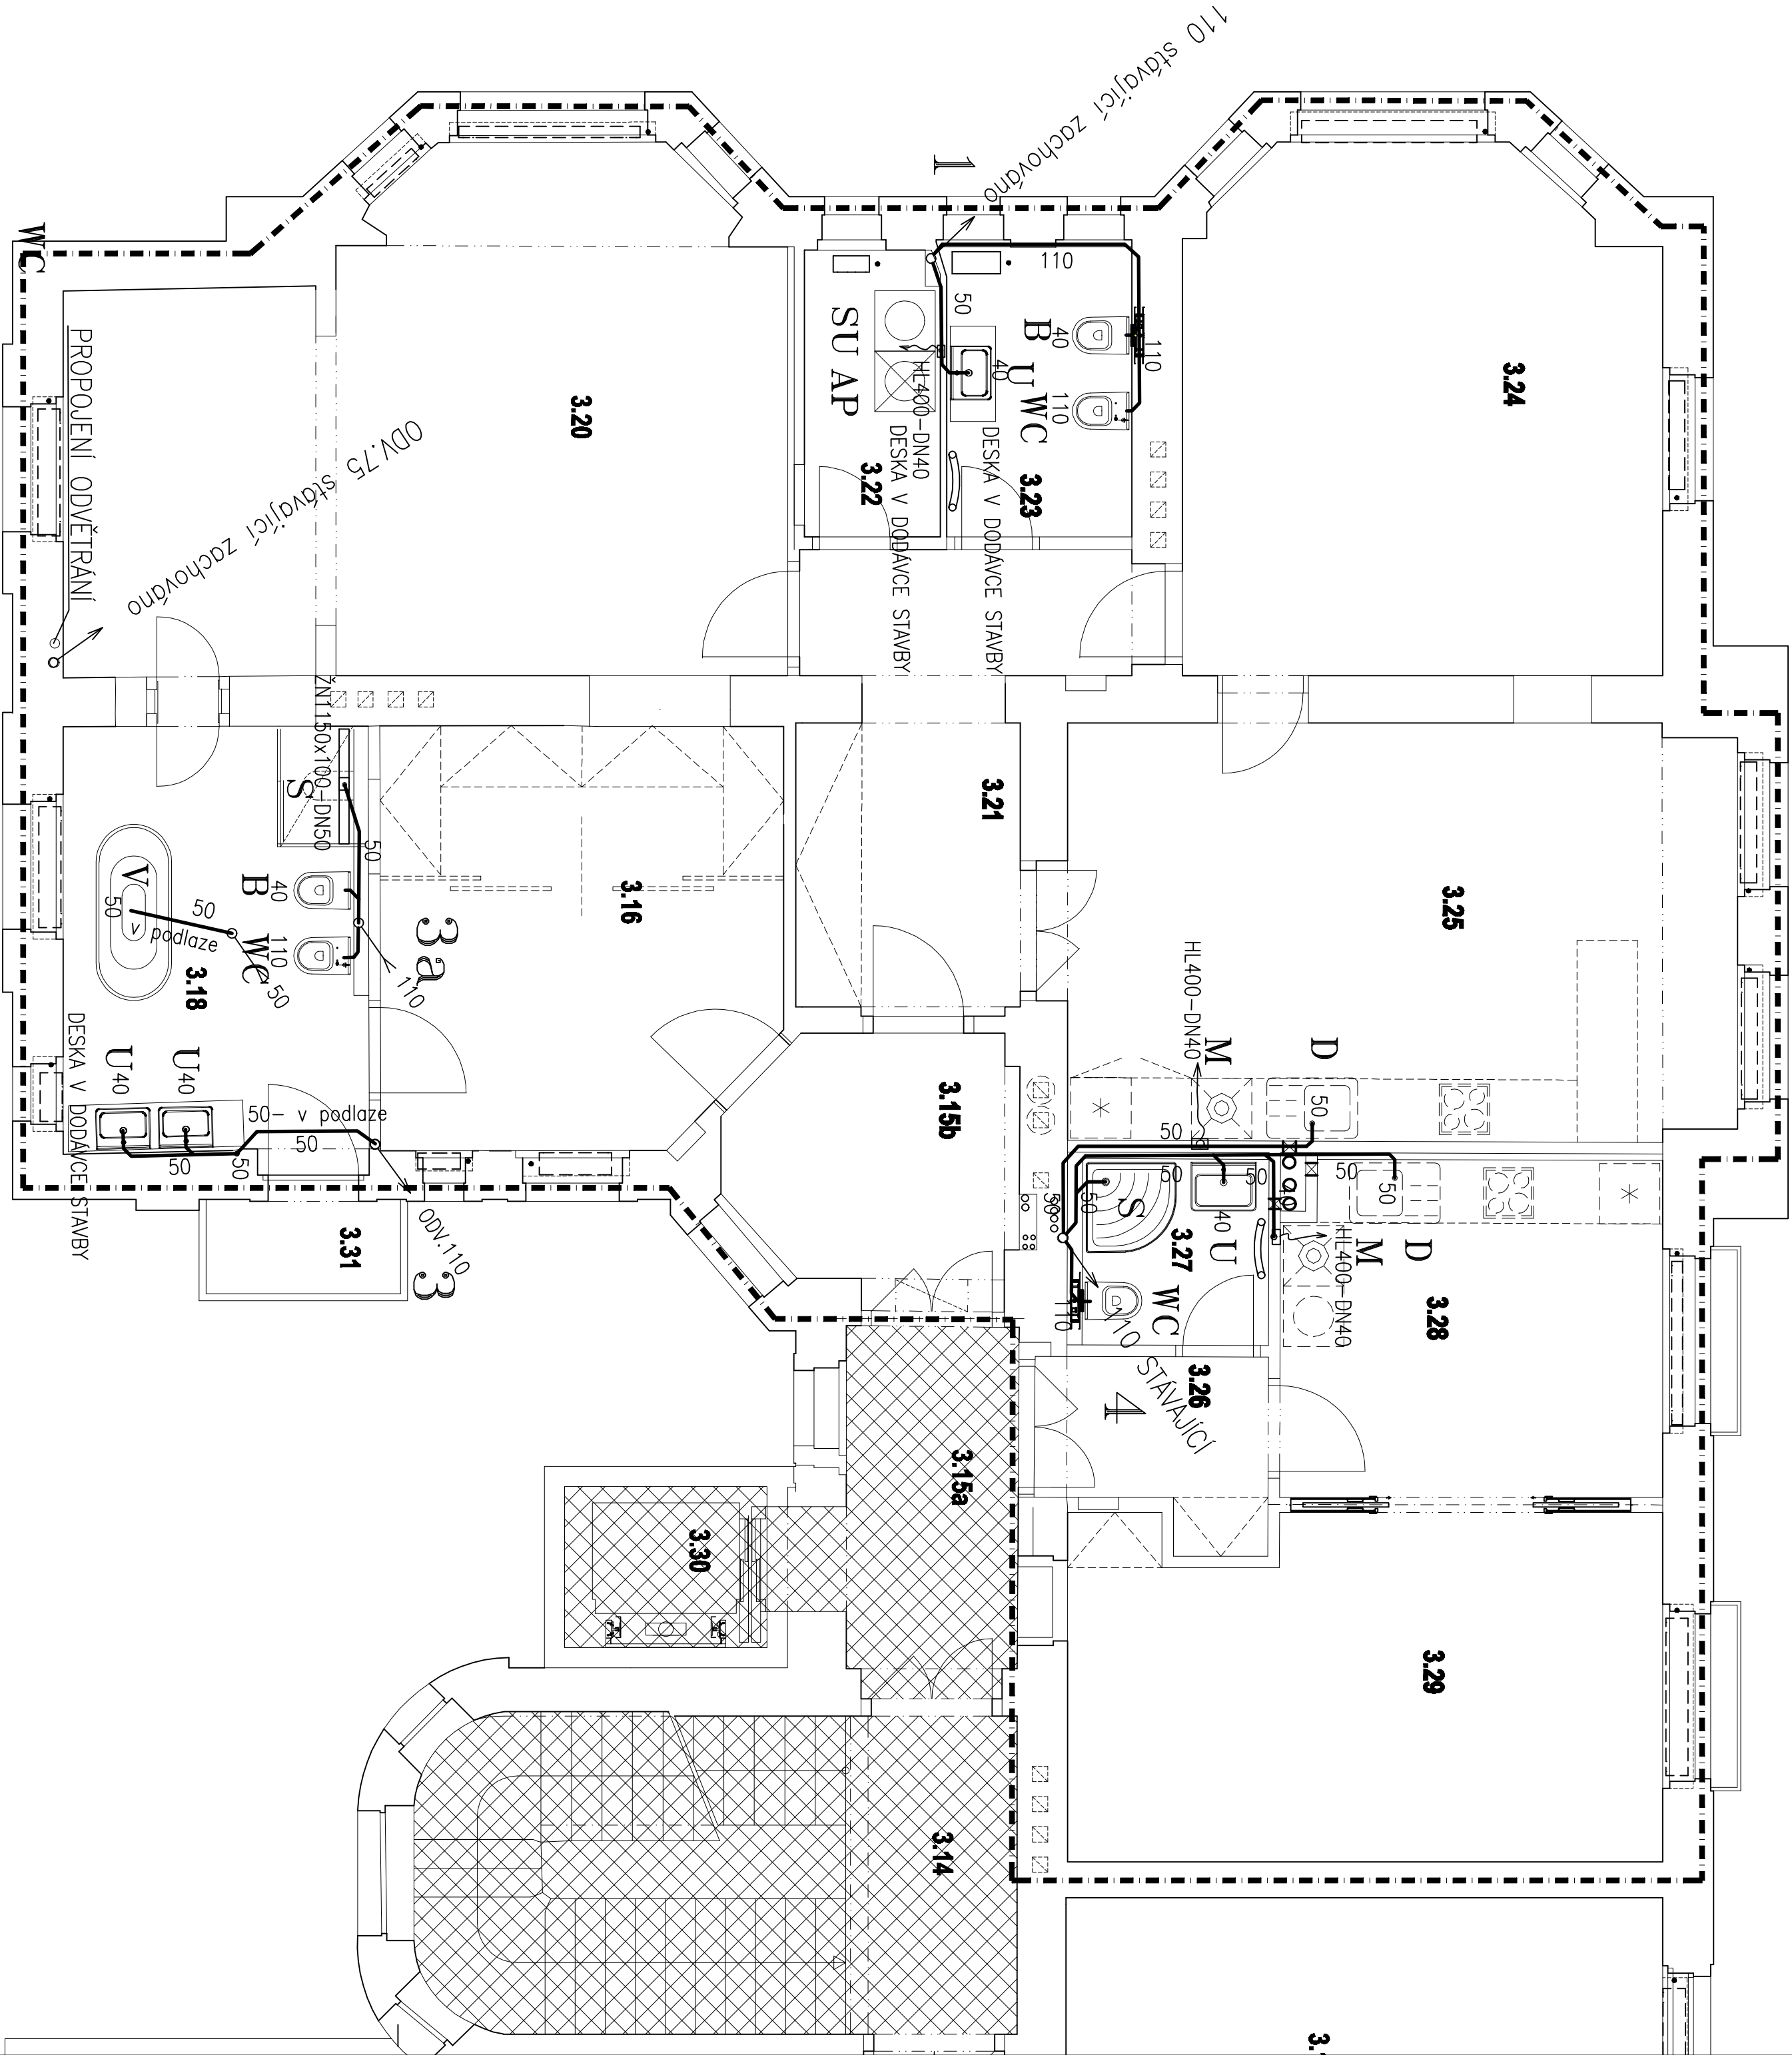 110 stávající zachováno
1
110
50
B
40
110
U
40
WC
110
SU AP
HL400-DN40
DESKA V DODÁVCE STAVBY
DESKA V DODÁVCE STAVBY
3.22
3.23
3.24
3.20
WC
PROPOJENÍ ODVĚTRÁNÍ
ODV.75 stávající zachováno
ŽN1150x100-DN50
S
50
B
40
WC
110
V
50
50
v podlaze
50
3.18
3 a
110
3.16
3.21
3.25
HL400-DN40
M
D
50
50
3.15b
U40
U40
DESKA V DODÁVCE STAVBY
50- v podlaze
50
50
50
ODV.110
3
3.31
50
50
S
50
40
U
50
3.27
WC
110
110 STÁVAJÍCÍ
50
50
HL400-DN40
M
D
3.28
3.26
4
3.15a
3.30
3.29
3.14